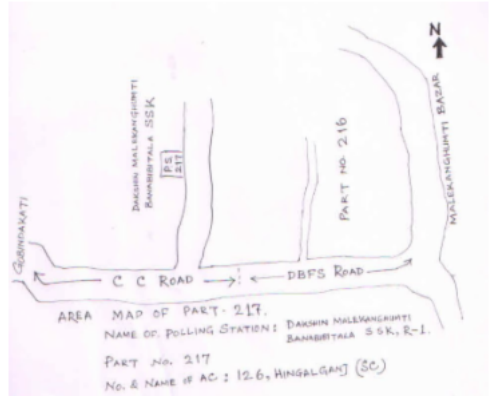 N
DAKSHIN MALEKANGHUMTI
BANABIBITALA SSK
PS
217
PART NO. 216
MALEKANGHUMTI BAZAR
GOBINDAKATI
C C ROAD
DBFS ROAD
AREA MAP OF PART- 217.
NAME OF POLLING STATION: DAKSHIN MALEKANGHUMTI
BANABIBITALA SSK, R-1.
PART NO. 217
NO. & NAME OF AC : 126, HINGALGANJ (SC)